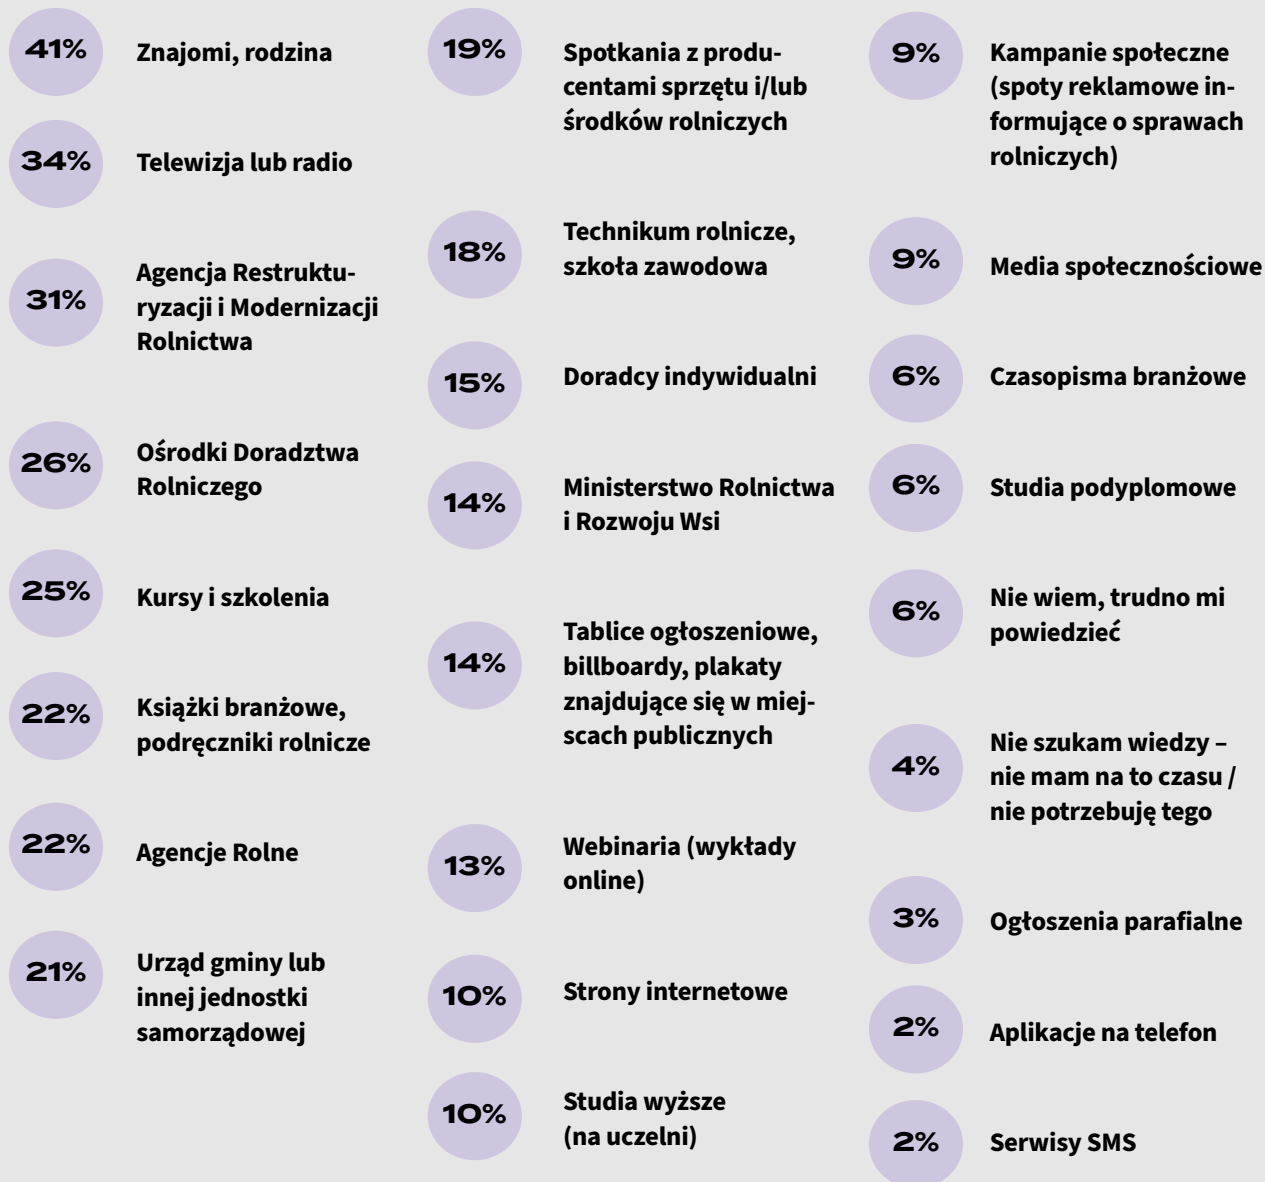 41%
Znajomi, rodzina
34%
Telewizja lub radio
31%
Agencja Restruktu-
ryzacji i Modernizacji
Rolnictwa
26%
Ośrodki Doradztwa
Rolniczego
25%
Kursy i szkolenia
22%
Książki branżowe,
podręczniki rolnicze
22%
Agencje Rolne
21%
Urząd gminy lub
innej jednostki
samorządowej
19%
Spotkania z produ-
centami sprzętu i/lub
środków rolniczych
18%
Technikum rolnicze,
szkoła zawodowa
15%
Doradcy indywidualni
14%
Ministerstwo Rolnictwa
i Rozwoju Wsi
14%
Tablice ogłoszeniowe,
billboardy, plakaty
znajdujące się w miej-
scach publicznych
13%
Webinaria (wykłady
online)
10%
Strony internetowe
10%
Studia wyższe
(na uczelni)
9%
Kampanie społeczne
(spoty reklamowe in-
formujące o sprawach
rolniczych)
9%
Media społecznościowe
6%
Czasopisma branżowe
6%
Studia podyplomowe
6%
Nie wiem, trudno mi
powiedzieć
4%
Nie szukam wiedzy –
nie mam na to czasu /
nie potrzebuję tego
3%
Ogłoszenia parafialne
2%
Aplikacje na telefon
2%
Serwisy SMS